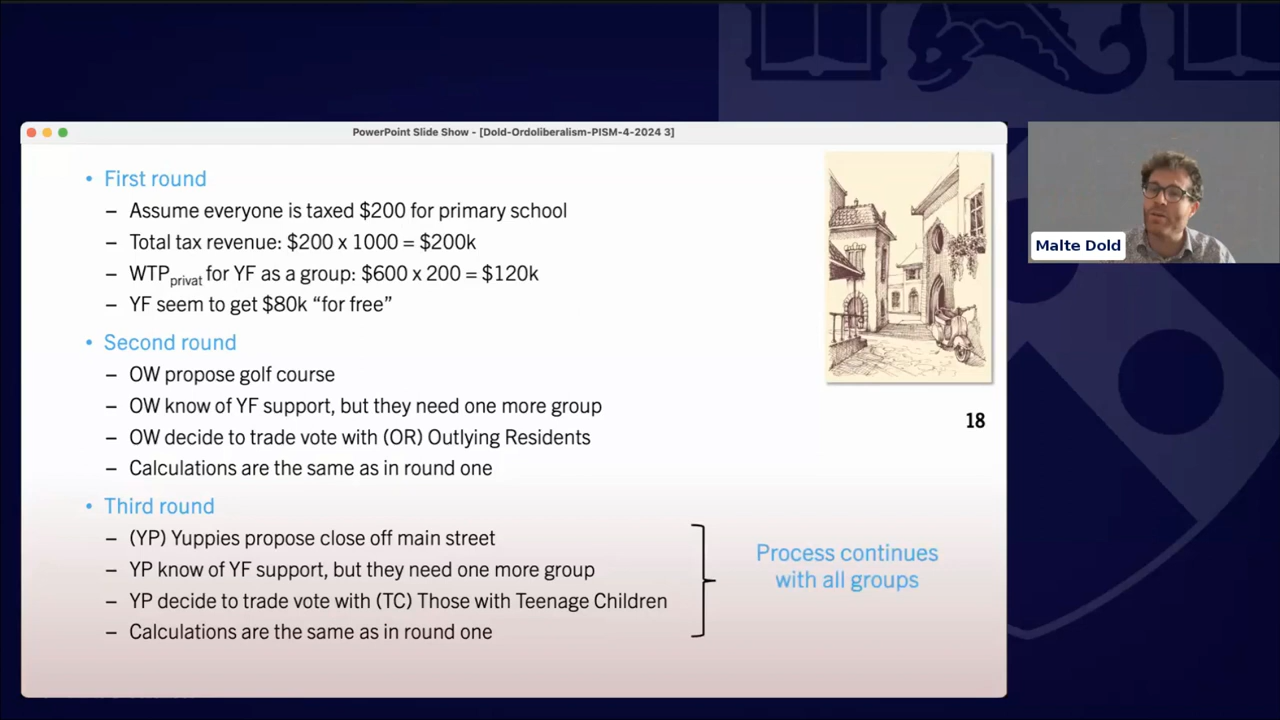 PowerPoint Slide Show - [Dold-Ordoliberalism-PISM-4-2024 3]
• First round
– Assume everyone is taxed $200 for primary school
– Total tax revenue: $200 x 1000 = $200k
– WTPprivat for YF as a group: $600 x 200 = $120k
– YF seem to get $80k “for free”
• Second round
– OW propose golf course
– OW know of YF support, but they need one more group
– OW decide to trade vote with (OR) Outlying Residents
– Calculations are the same as in round one
• Third round
– (YP) Yuppies propose close off main street
– YP know of YF support, but they need one more group
– YP decide to trade vote with (TC) Those with Teenage Children
– Calculations are the same as in round one
Process continues
with all groups
18
Malte Dold